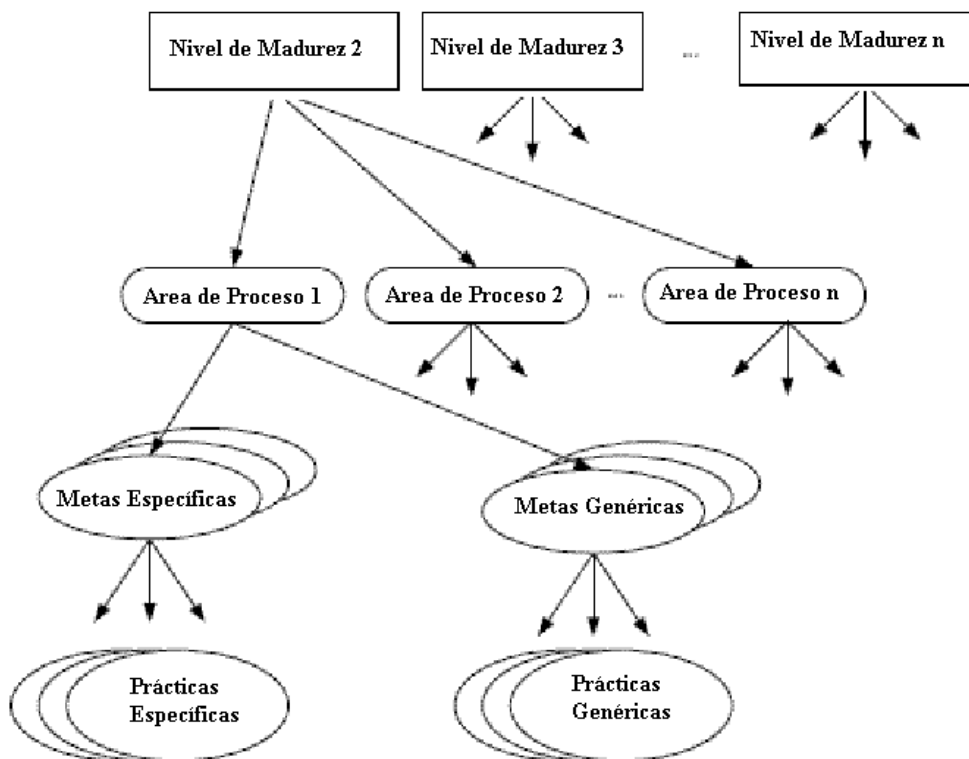 Nivel de Madurez 2
Nivel de Madurez 3
...
Nivel de Madurez n
Area de Proceso 1
Area de Proceso 2
...
Area de Proceso n
Metas Específicas
Metas Genéricas
Prácticas
Específicas
Prácticas
Genéricas